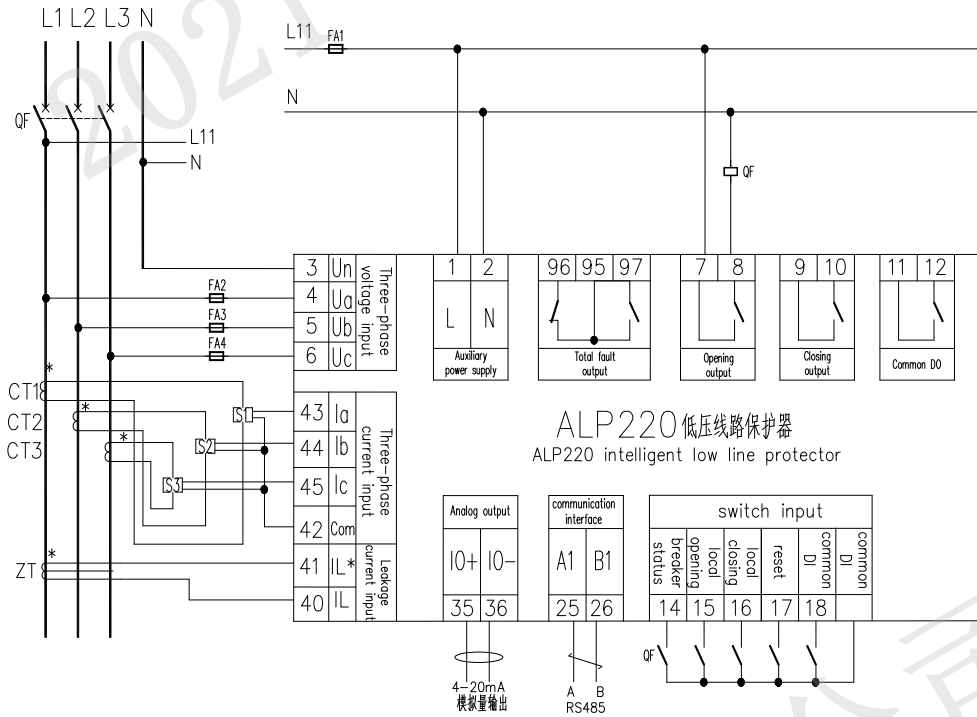 L1 L2 L3 N
QF
L11
N
L11 FA1
N
QF
3 Un
4 Ua
5 Ub
6 Uc
Three-phase
voltage input
FA2
FA3
FA4
1 2
L N
Auxiliary
power supply
96 95 97
Total fault
output
7 8
Opening
output
9 10
Closing
output
11 12
Common DO
CT1 *
CT2 *
CT3 *
S1
S2
S3
43 Ia
44 Ib
45 Ic
42 Com
Three-phase
current input
ZT *
41 IL*
40 IL
Leakage
current input
ALP220低压线路保护器
ALP220 intelligent low line protector
Analog output
IO+ IO-
35 36
4-20mA
模拟量输出
communication
interface
A1 B1
25 26
A B
RS485
switch input
breaker
status
local
opening
local
closing
reset
common
DI
common
DI
14 15 16 17 18
QF
2021
公司